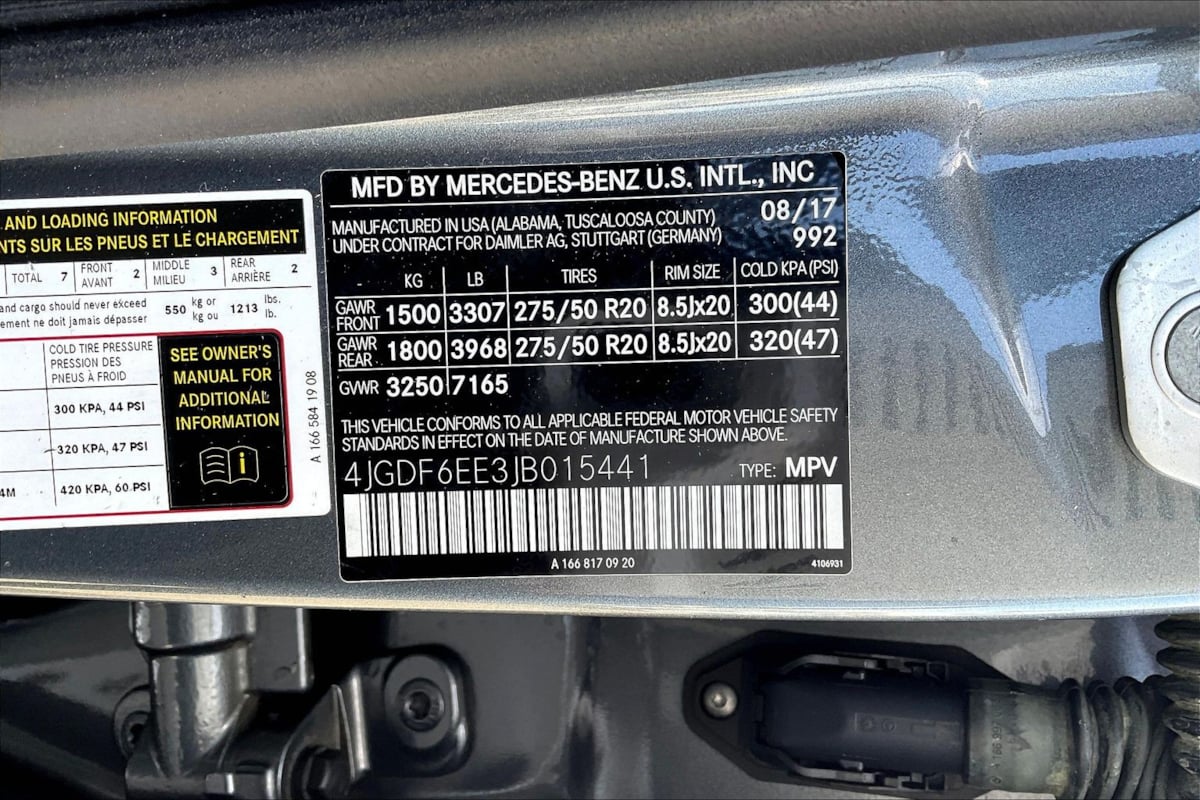 AND LOADING INFORMATION
NTS SUR LES PNEUS ET LE CHARGEMENT
TOTAL 7 FRONT AVANT 2 MIDDLE MILIEU 3 REAR ARRIÈRE 2
and cargo should never exceed 550 kg or 1213 lbs.
ement ne doit jamais dépasser kg ou lb.
COLD TIRE PRESSURE
PRESSION DES
PNEUS À FROID
300 KPA, 44 PSI
320 KPA, 47 PSI
4M 420 KPA, 60 PSI
SEE OWNER'S
MANUAL FOR
ADDITIONAL
INFORMATION
i
A 166 584 19 08
MFD BY MERCEDES-BENZ U.S. INTL., INC
MANUFACTURED IN USA (ALABAMA, TUSCALOOSA COUNTY) 08/17
UNDER CONTRACT FOR DAIMLER AG, STUTTGART (GERMANY) 992
- KG LB TIRES RIM SIZE COLD KPA (PSI)
GAWR FRONT 1500 3307 275/50 R20 8.5Jx20 300(44)
GAWR REAR 1800 3968 275/50 R20 8.5Jx20 320(47)
GVWR 3250 7165
THIS VEHICLE CONFORMS TO ALL APPLICABLE FEDERAL MOTOR VEHICLE SAFETY
STANDARDS IN EFFECT ON THE DATE OF MANUFACTURE SHOWN ABOVE.
4JGDF6EE3JB015441 TYPE: MPV
A 166 817 09 20 4106931